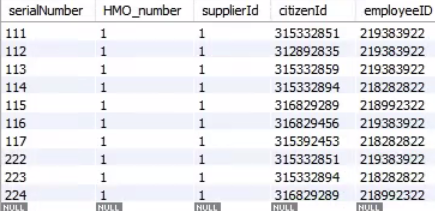 serialNumber HMO_number supplierId citizenId employeeID
111 1 1 315332851 219383922
112 1 1 312892835 219383922
113 1 1 315332859 219383922
114 1 1 315332894 218282822
115 1 1 316829289 218992322
116 1 1 316829456 219383922
117 1 1 315392453 218282822
222 1 1 315332851 219383922
223 1 1 315332894 218282822
224 1 1 316829289 218992322
NULL NULL NULL NULL NULL